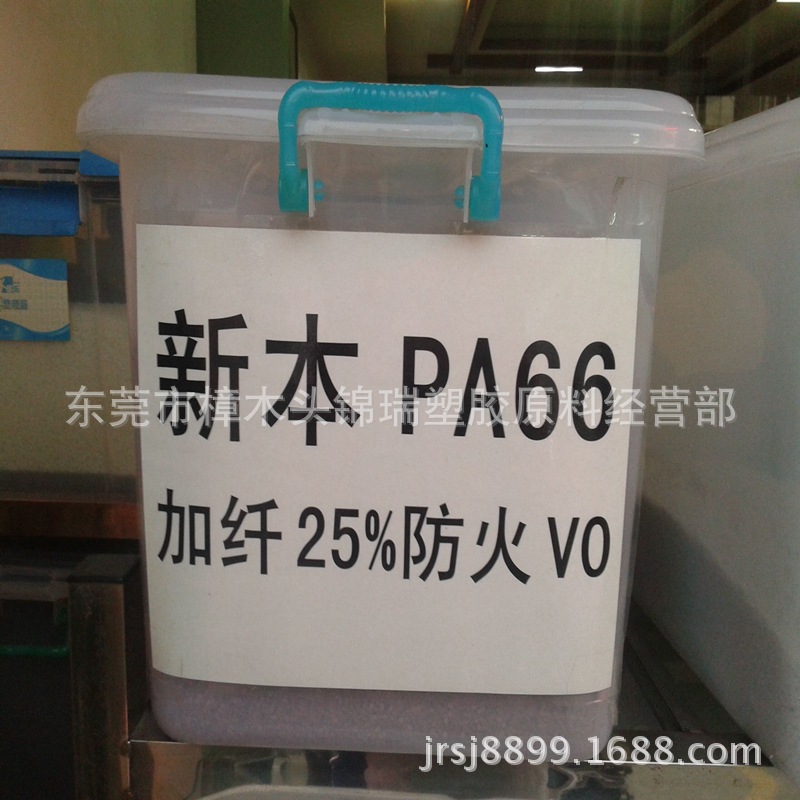 新本 PA66
东莞市樟木头锦瑞塑胶原料经营部
加纤 25%防火 V0
jrsj8899.1688.com